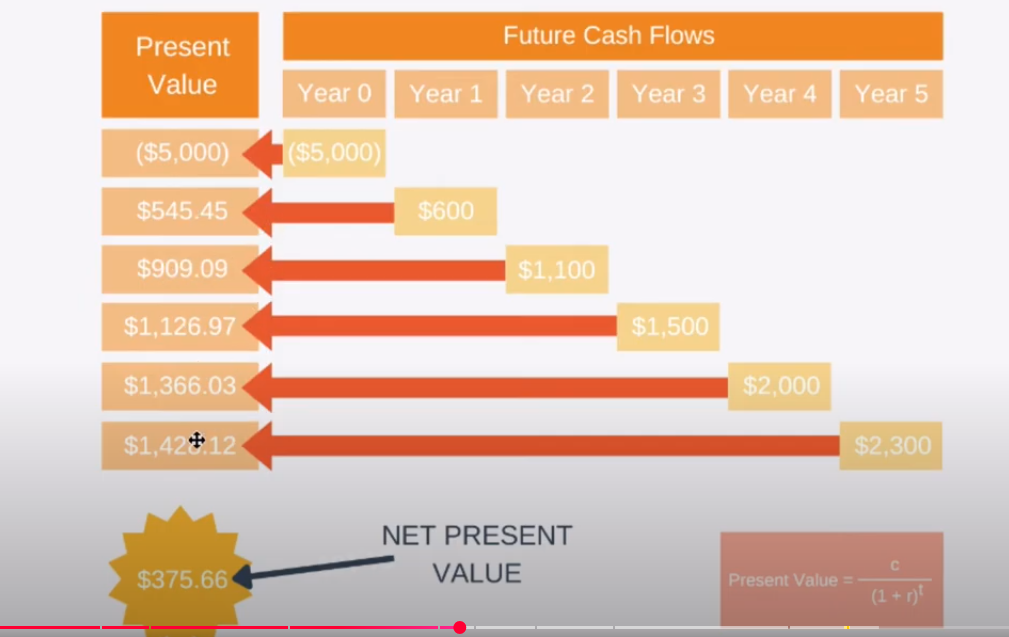 Present
Value
Future Cash Flows
Year 0 Year 1 Year 2 Year 3 Year 4 Year 5
($5,000) ($5,000)
$545.45 $600
$909.09 $1,100
$1,126.97 $1,500
$1,366.03 $2,000
$2,300
NET PRESENT
VALUE
$375.66
Present Value = c
(1 + r)t